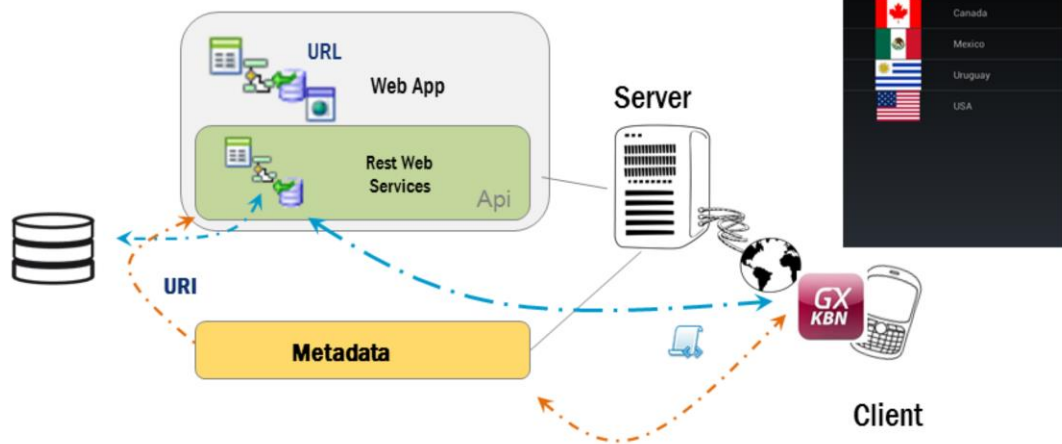 URL
Web App
Rest Web
Services
Api
URI
Metadata
Server
GX
KBN
Client
Canada
Mexico
Uruguay
USA